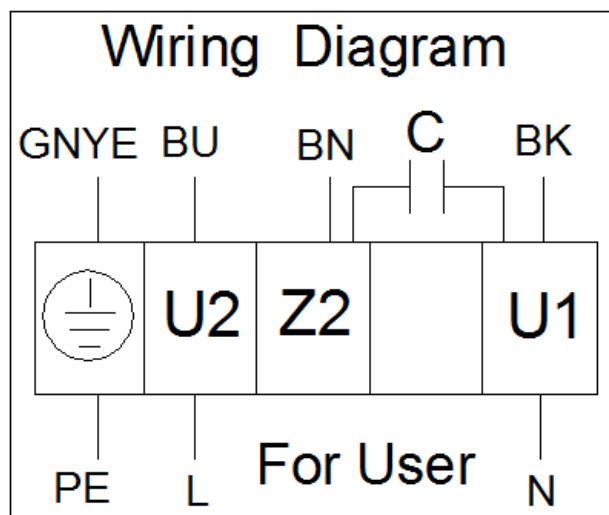 Wiring Diagram
GNYE BU BN C BK
U2 Z2 U1
For User
PE L N